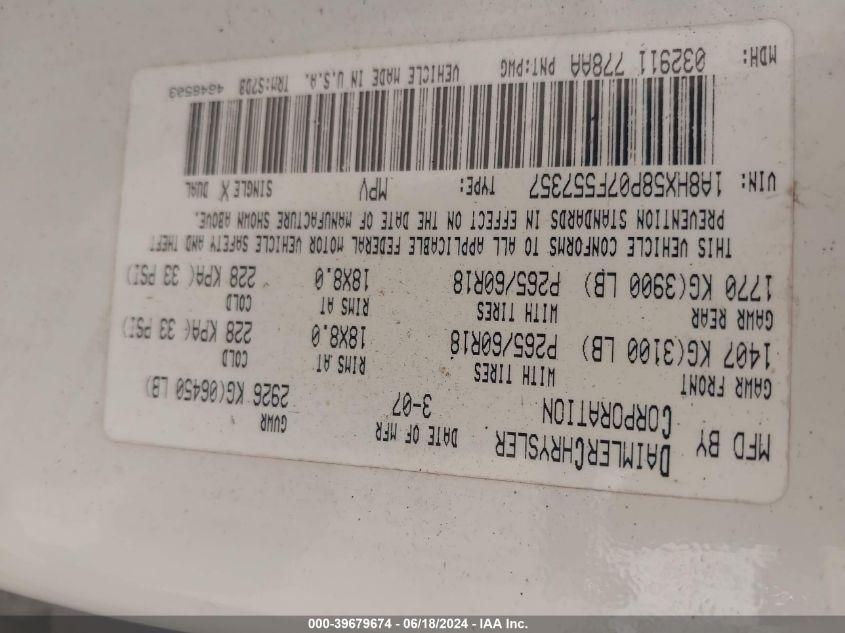 MFD BY DAIMLERCHRYSLER CORPORATION DATE OF MFR 3-07 GVWR 2926 KG(06450 LB)
GAWR FRONT WITH TIRES RIMS AT COLD
1407 KG(3100 LB) P265/60R18 18X8.0 228 KPA( 33 PSI)
GAWR REAR WITH TIRES RIMS AT COLD
1770 KG(3900 LB) P265/60R18 18X8.0 228 KPA( 33 PSI)
THIS VEHICLE CONFORMS TO ALL APPLICABLE FEDERAL MOTOR VEHICLE SAFETY AND THEFT
PREVENTION STANDARDS IN EFFECT ON THE DATE OF MANUFACTURE SHOWN ABOVE.
VIN: 1A8HX58P07F557357 TYPE: MPV SINGLE X DUAL
MDH: 032911 778AA PNT:PWG VEHICLE MADE IN U.S.A. TRM:S7DB 4648503
000-39679674 - 06/18/2024 - IAA Inc.